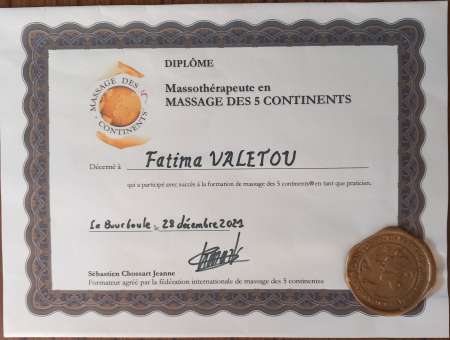 DIPLÔME
Massothérapeute en
MASSAGE DES 5 CONTINENTS
MASSAGE DES 5
CONTINENTS
Décerné à Fatima VALETOU
qui a participé avec succès à la formation de massage des 5 continents® en tant que praticien.
La Bourboule, 28 décembre 2021
Sébastien Chossart Jeanne
Formateur agréé par la fédération internationale de massage des 5 continents®